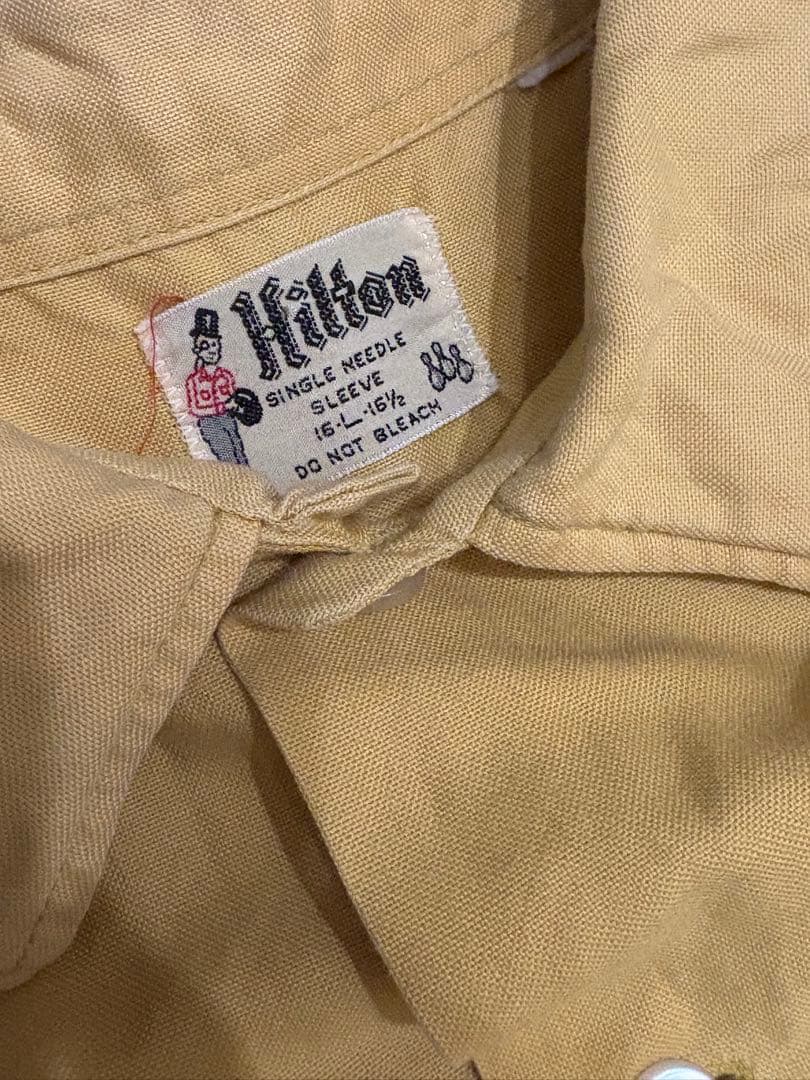 Hilton
SINGLE NEEDLE
SLEEVE
16-L-16½
DO NOT BLEACH